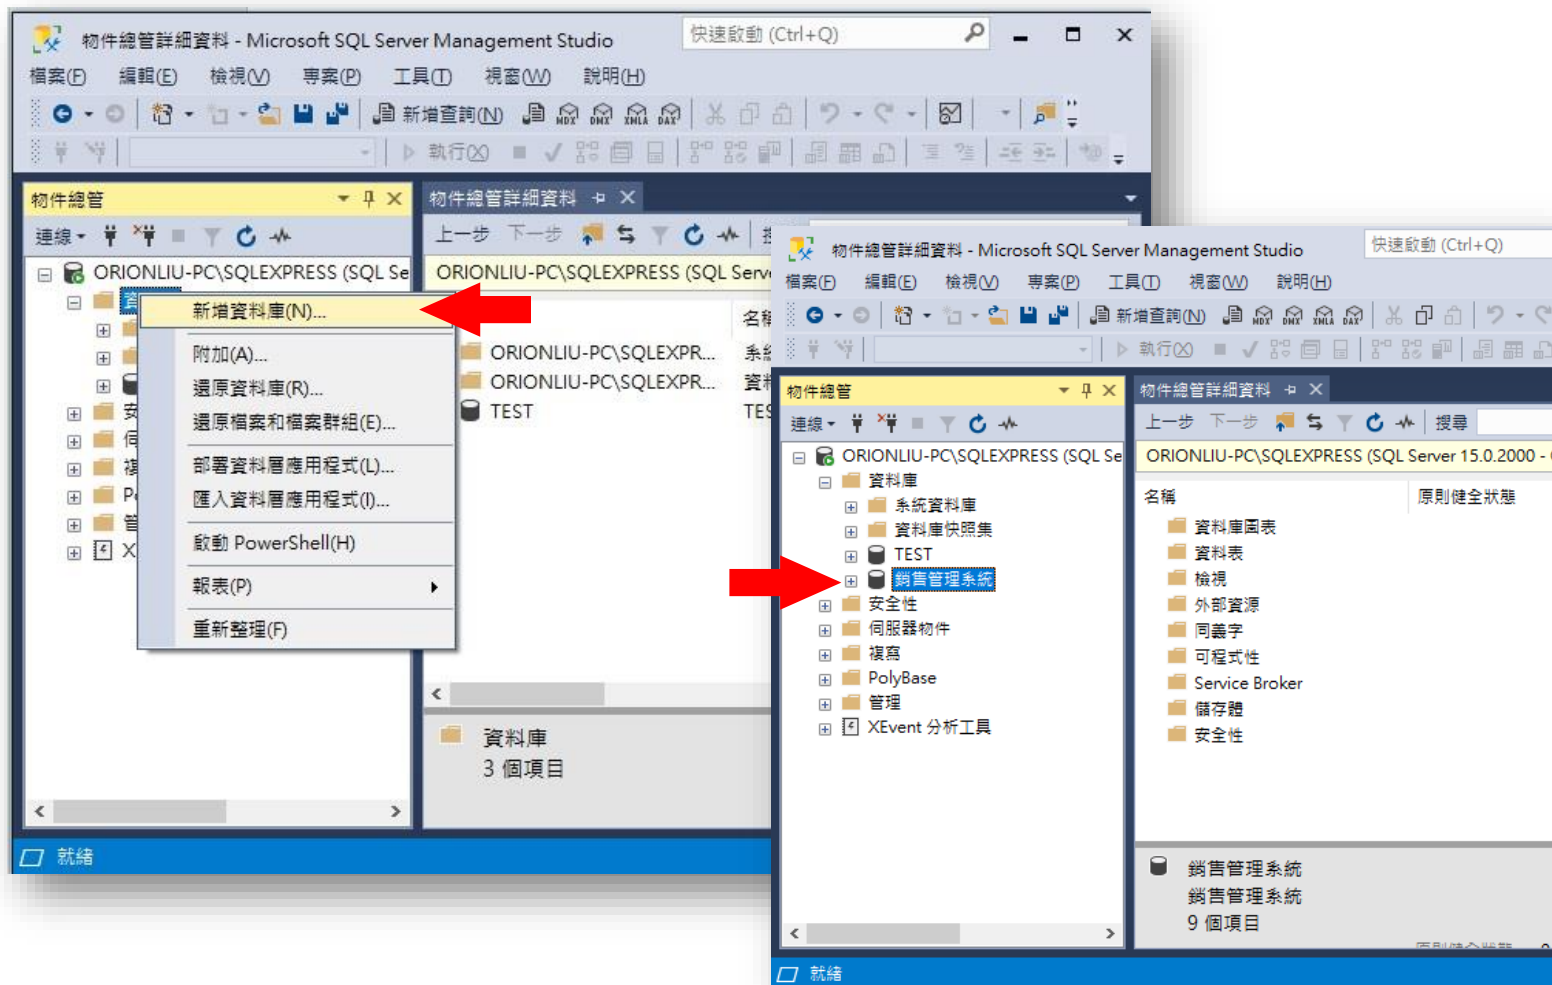 物件總管詳細資料 - Microsoft SQL Server Management Studio
快速啟動 (Ctrl+Q)
檔案(F) 編輯(E) 檢視(V) 專案(P) 工具(T) 視窗(W) 說明(H)
新增查詢(N) MDX DMX XMLA DAX
執行(X)
物件總管
連線
ORIONLIU-PC\SQLEXPRESS (SQL Se
新增資料庫(N)...
附加(A)...
還原資料庫(R)...
還原檔案和檔案群組(E)...
部署資料層應用程式(L)...
匯入資料層應用程式(I)...
啟動 PowerShell(H)
報表(P)
重新整理(F)
物件總管詳細資料
上一步 下一步
ORIONLIU-PC\SQLEXPRESS (SQL Serve
ORIONLIU-PC\SQLEXPR...
ORIONLIU-PC\SQLEXPR...
TEST
資料庫
3 個項目
就緒
物件總管詳細資料 - Microsoft SQL Server Management Studio
快速啟動 (Ctrl+Q)
檔案(F) 編輯(E) 檢視(V) 專案(P) 工具(T) 視窗(W) 說明(H)
新增查詢(N) MDX DMX XMLA DAX
執行(X)
物件總管
連線
ORIONLIU-PC\SQLEXPRESS (SQL Se
資料庫
系統資料庫
資料庫快照集
TEST
銷售管理系統
安全性
伺服器物件
複寫
PolyBase
管理
XEvent 分析工具
物件總管詳細資料
上一步 下一步 搜尋
ORIONLIU-PC\SQLEXPRESS (SQL Server 15.0.2000 -
名稱 原則健全狀態
資料庫圖表
資料表
檢視
外部資源
同義字
可程式性
Service Broker
儲存體
安全性
銷售管理系統
銷售管理系統
9 個項目
就緒